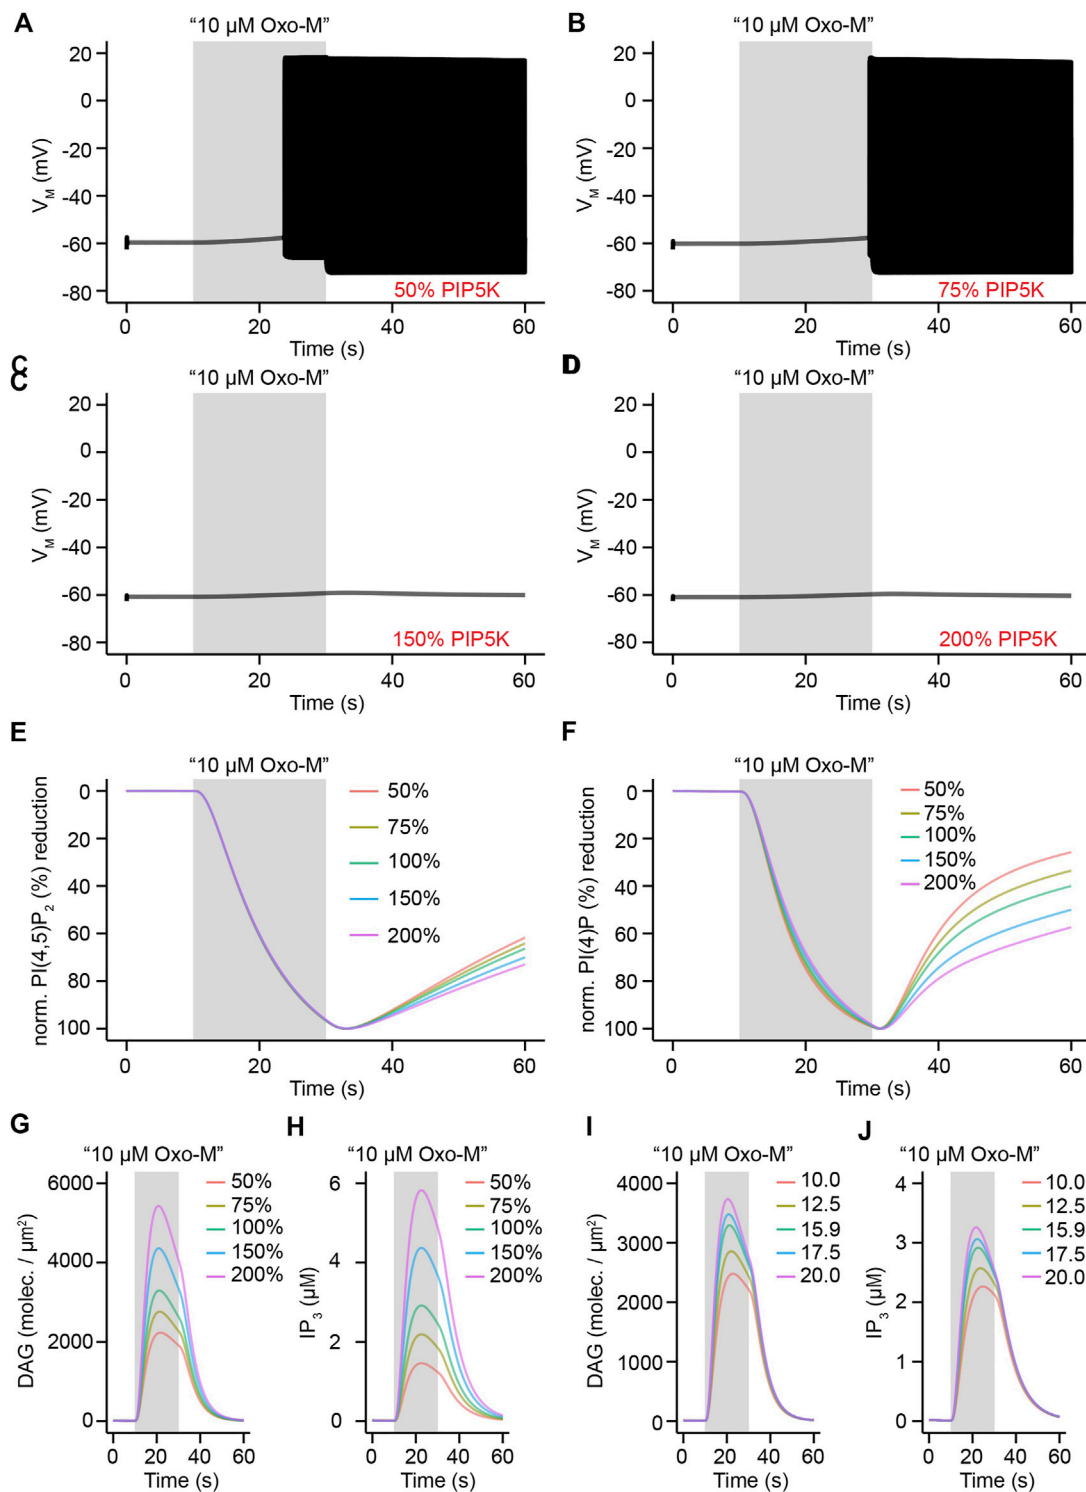 A
“10 µM Oxo-M”
20
0
-20
-40
-60
-80
V_M (mV)
50% PIP5K
0
20
40
60
Time (s)
B
“10 µM Oxo-M”
20
0
-20
-40
-60
-80
V_M (mV)
75% PIP5K
0
20
40
60
Time (s)
C
C
“10 µM Oxo-M”
20
0
-20
-40
-60
-80
V_M (mV)
150% PIP5K
0
20
40
60
Time (s)
D
“10 µM Oxo-M”
20
0
-20
-40
-60
-80
V_M (mV)
200% PIP5K
0
20
40
60
Time (s)
E
“10 µM Oxo-M”
0
20
40
60
80
100
norm. PI(4,5)P2 (%) reduction
50%
75%
100%
150%
200%
0
20
40
60
Time (s)
F
“10 µM Oxo-M”
0
20
40
60
80
100
norm. PI(4)P (%) reduction
50%
75%
100%
150%
200%
0
20
40
60
Time (s)
G
“10 µM Oxo-M”
6000
4000
2000
0
DAG (molec. / µm²)
50%
75%
100%
150%
200%
0
20
40
60
Time (s)
H
“10 µM Oxo-M”
6
4
2
0
IP3 (µM)
50%
75%
100%
150%
200%
0
20
40
60
Time (s)
I
“10 µM Oxo-M”
4000
3000
2000
1000
0
DAG (molec. / µm²)
10.0
12.5
15.9
17.5
20.0
0
20
40
60
Time (s)
J
“10 µM Oxo-M”
4
3
2
1
0
IP3 (µM)
10.0
12.5
15.9
17.5
20.0
0
20
40
60
Time (s)